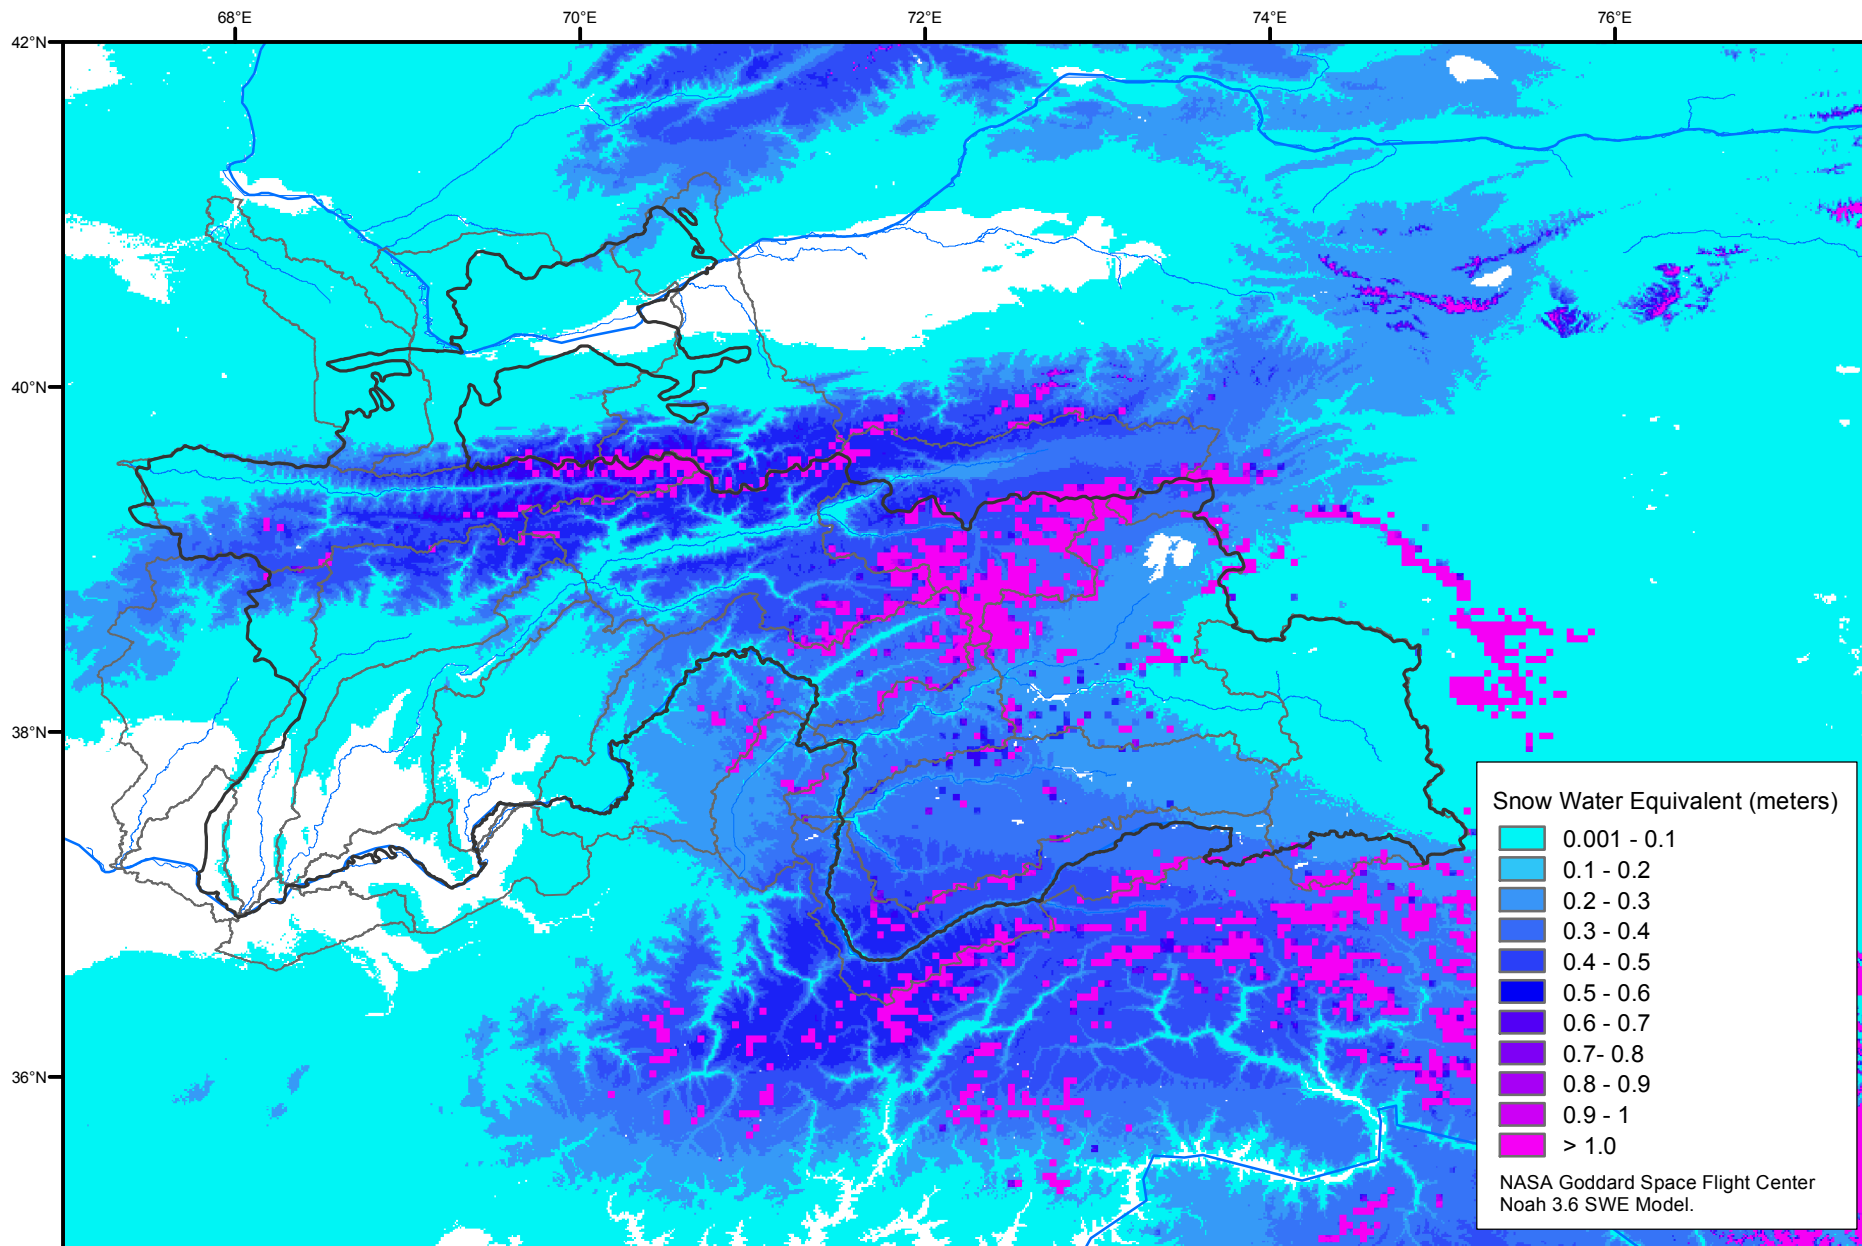 68°E
70°E
72°E
74°E
76°E
42°N
40°N
38°N
36°N
Snow Water Equivalent (meters)
0.001 - 0.1
0.1 - 0.2
0.2 - 0.3
0.3 - 0.4
0.4 - 0.5
0.5 - 0.6
0.6 - 0.7
0.7- 0.8
0.8 - 0.9
0.9 - 1
> 1.0
NASA Goddard Space Flight Center
Noah 3.6 SWE Model.